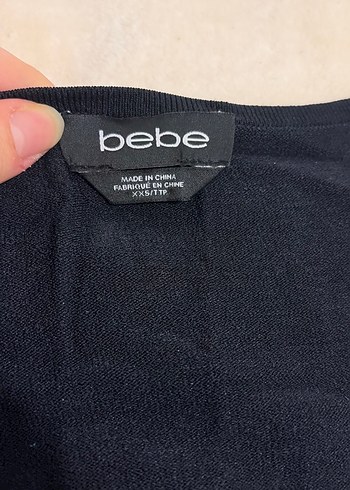 bebe
MADE IN CHINA
FABRIQUÉ EN CHINE
XXS/TTP